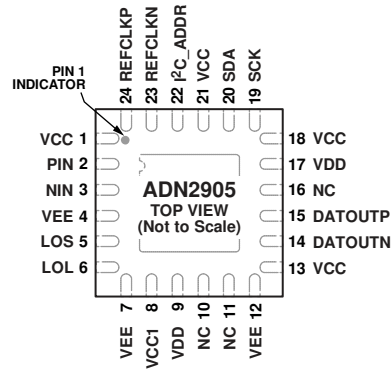 24 REFCLKP
23 REFCLKN
22 I²C_ADDR
21 VCC
20 SDA
19 SCK
PIN 1
INDICATOR
VCC 1
PIN 2
NIN 3
VEE 4
LOS 5
LOL 6
ADN2905
TOP VIEW
(Not to Scale)
18 VCC
17 VDD
16 NC
15 DATOUTP
14 DATOUTN
13 VCC
VEE 7
VCC1 8
VDD 9
NC 10
NC 11
VEE 12